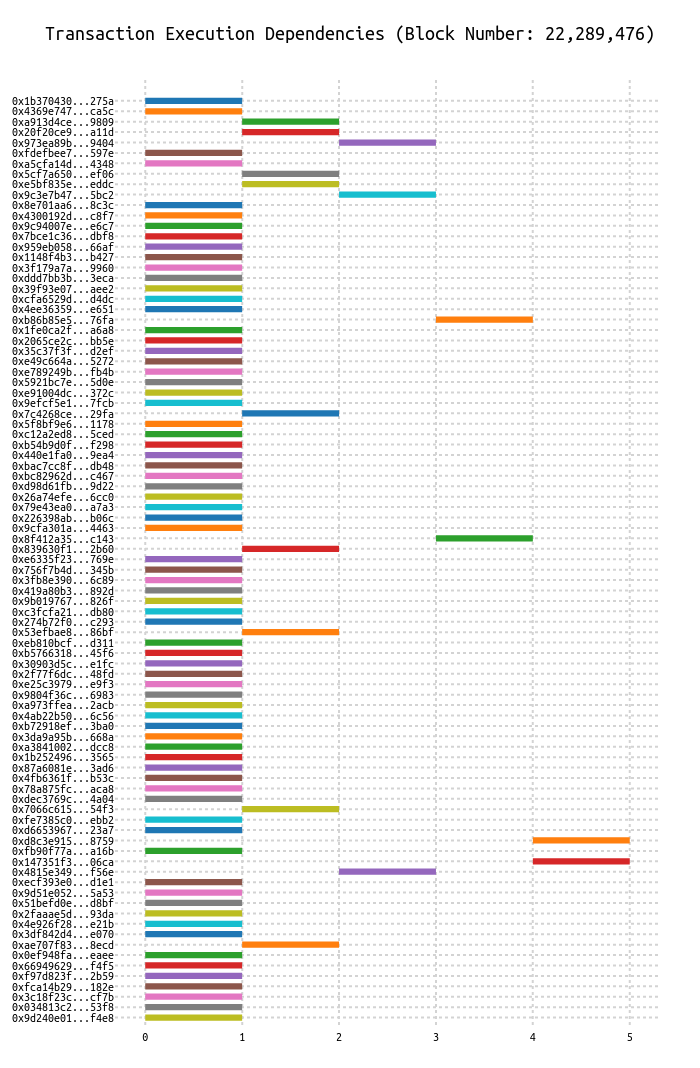 Transaction Execution Dependencies (Block Number: 22,289,476)
0x1b370430...275a
0x4369e747...ca5c
0xa913d4ce...9809
0x20f20ce9...a11d
0x973ea89b...9404
0xfdefbee7...597e
0xa5cfa14d...4348
0x5cf7a650...ef06
0xe5bf835e...eddc
0x9c3e7b47...5bc2
0x8e701aa6...8c3c
0x4300192d...c8f7
0x9c94007e...e6c7
0x7bce1c36...dbf8
0x959eb058...66af
0x1148f4b3...b427
0x3f179a7a...9960
0xddd7bb3b...3eca
0x39f93e07...aee2
0xcfa6529d...d4dc
0x4ee36359...e651
0xb86b85e5...76fa
0x1fe0ca2f...a6a8
0x2065ce2c...bb5e
0x35c37f3f...d2ef
0xe49c664a...5272
0xe789249b...fb4b
0x5921bc7e...5d0e
0xe91004dc...372c
0x9efcf5e1...7fcb
0x7c4268ce...29fa
0x5f8bf9e6...1178
0xc12a2ed8...5ced
0xb54b9d0f...f298
0x440e1fa0...9ea4
0xbac7cc8f...db48
0xbc82962d...c467
0xd98d61fb...9d22
0x26a74efe...6cc0
0x79e43ea0...a7a3
0x226398ab...b06c
0x9cfa301a...4463
0x8f412a35...c143
0x839630f1...2b60
0xe6335f23...769e
0x756f7b4d...345b
0x3fb8e390...6c89
0x419a80b3...892d
0x9b019767...826f
0xc3fcfa21...db80
0x274b72f0...c293
0x53efbae8...86bf
0xeb810bcf...d311
0xb5766318...45f6
0x30903d5c...e1fc
0x2f77f6dc...48fd
0xe25c3979...e9f3
0x9804f36c...6983
0xa973ffea...2acb
0x4ab22b50...6c56
0xb72918ef...3ba0
0x3da9a95b...668a
0xa3841002...dcc8
0x1b252496...3565
0x87a6081e...3ad6
0x4fb6361f...b53c
0x78a875fc...aca8
0xdec3769c...4a04
0x7066c615...54f3
0xfe7385c0...ebb2
0xd6653967...23a7
0xd8c3e915...8759
0xfb90f77a...a16b
0x147351f3...06ca
0x4815e349...f56e
0xecf393e0...d1e1
0x9d51e052...5a53
0x51befd0e...d8bf
0x2faaae5d...93da
0x4e926f28...e21b
0x3df842d4...e070
0xae707f83...8ecd
0x0ef948fa...eaee
0x66949629...f4f5
0xf97d823f...2b59
0xfca14b29...182e
0x3c18f23c...cf7b
0x034813c2...53f8
0x9d240e01...f4e8
0 1 2 3 4 5